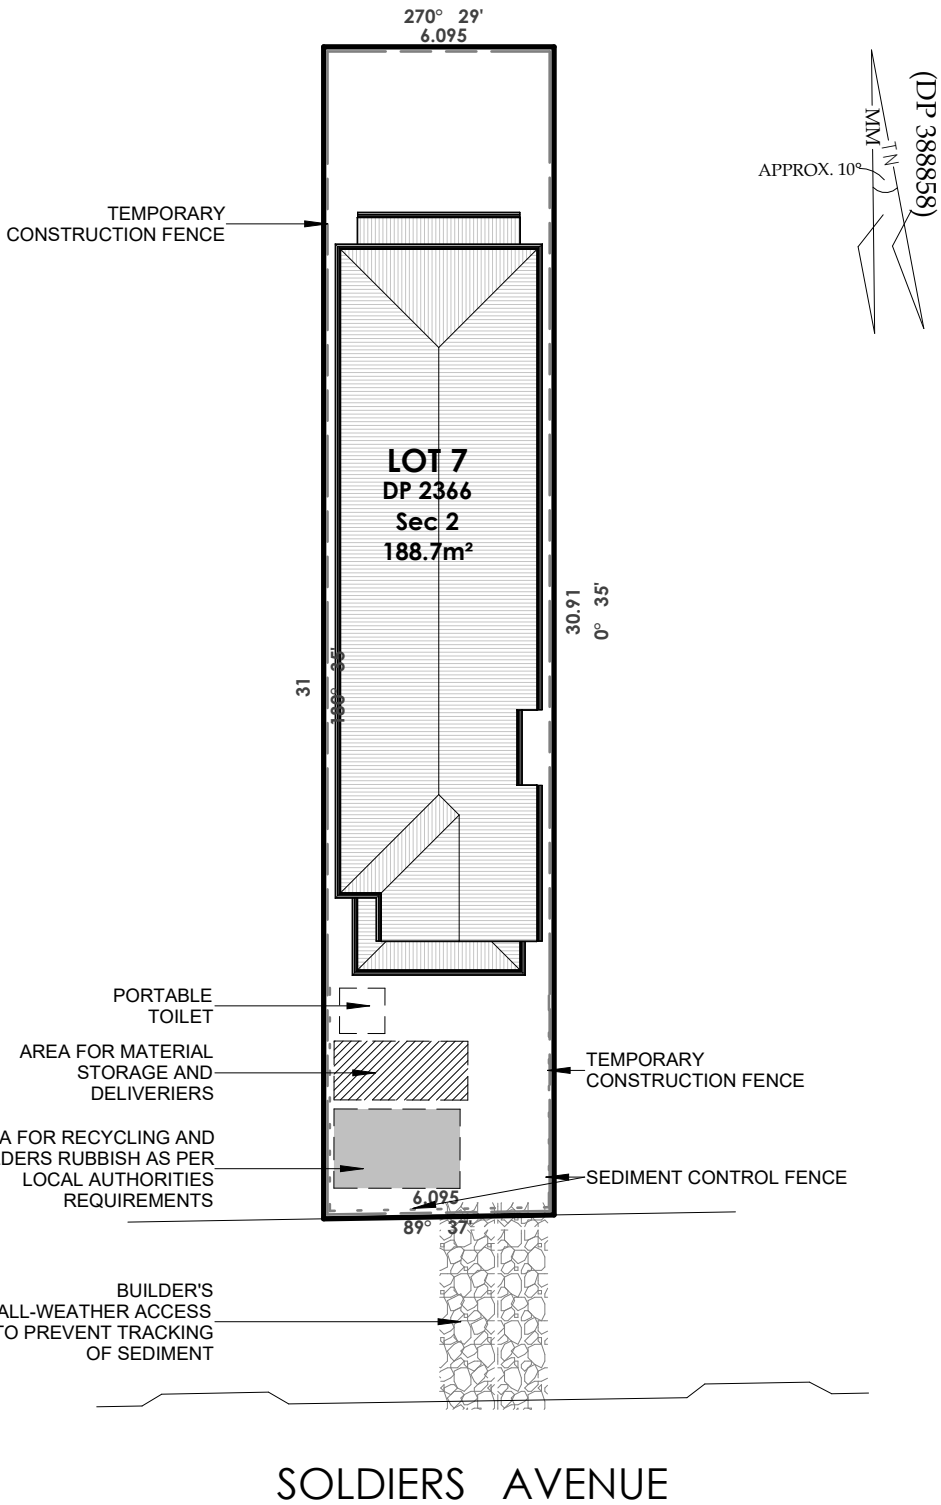 270° 29'
6.095
(DP 388858)
TN
MM
APPROX. 10°
TEMPORARY
CONSTRUCTION FENCE
LOT 7
DP 2366
Sec 2
188.7m²
30.91
0° 35'
31
180° 35'
PORTABLE
TOILET
AREA FOR MATERIAL
STORAGE AND
DELIVERIERS
TEMPORARY
CONSTRUCTION FENCE
A FOR RECYCLING AND
DERS RUBBISH AS PER
LOCAL AUTHORITIES
REQUIREMENTS
SEDIMENT CONTROL FENCE
6.095
89° 37'
BUILDER'S
ALL-WEATHER ACCESS
TO PREVENT TRACKING
OF SEDIMENT
SOLDIERS AVENUE